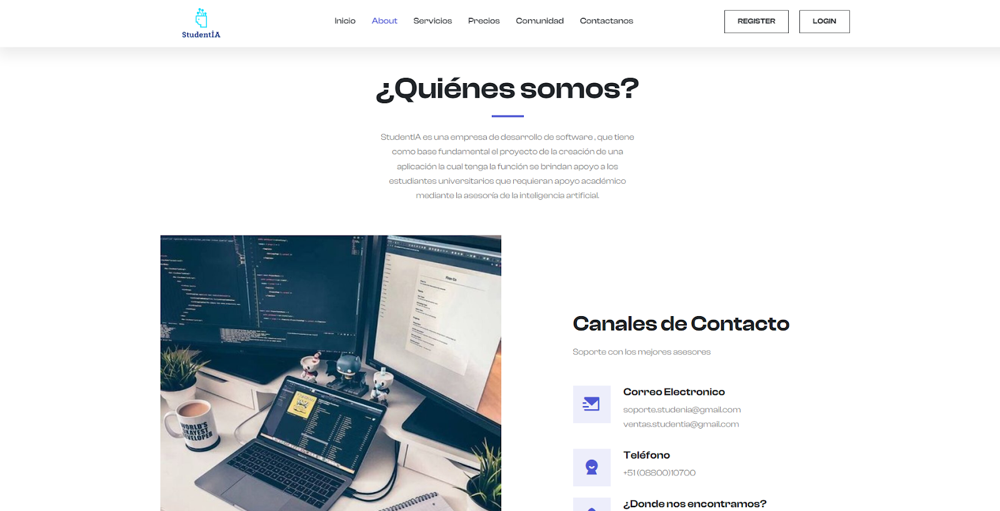 StudentİA
Inicio
About
Servicios
Precios
Comunidad
Contactanos
REGISTER
LOGIN
¿Quiénes somos?
StudentIA es una empresa de desarrollo de software , que tiene
como base fundamental el proyecto de la creación de una
aplicación la cual tenga la función se brindan apoyo a los
estudiantes universitarios que requieran apoyo académico
mediante la asesoría de la inteligencia artificial.
WORLD'S
OKAYEST
DEVELOPER
Canales de Contacto
Soporte con los mejores asesores
Correo Electronico
soporte.studenia@gmail.com
ventas.studentia@gmail.com
Teléfono
+51 (08800)10700
¿Donde nos encontramos?